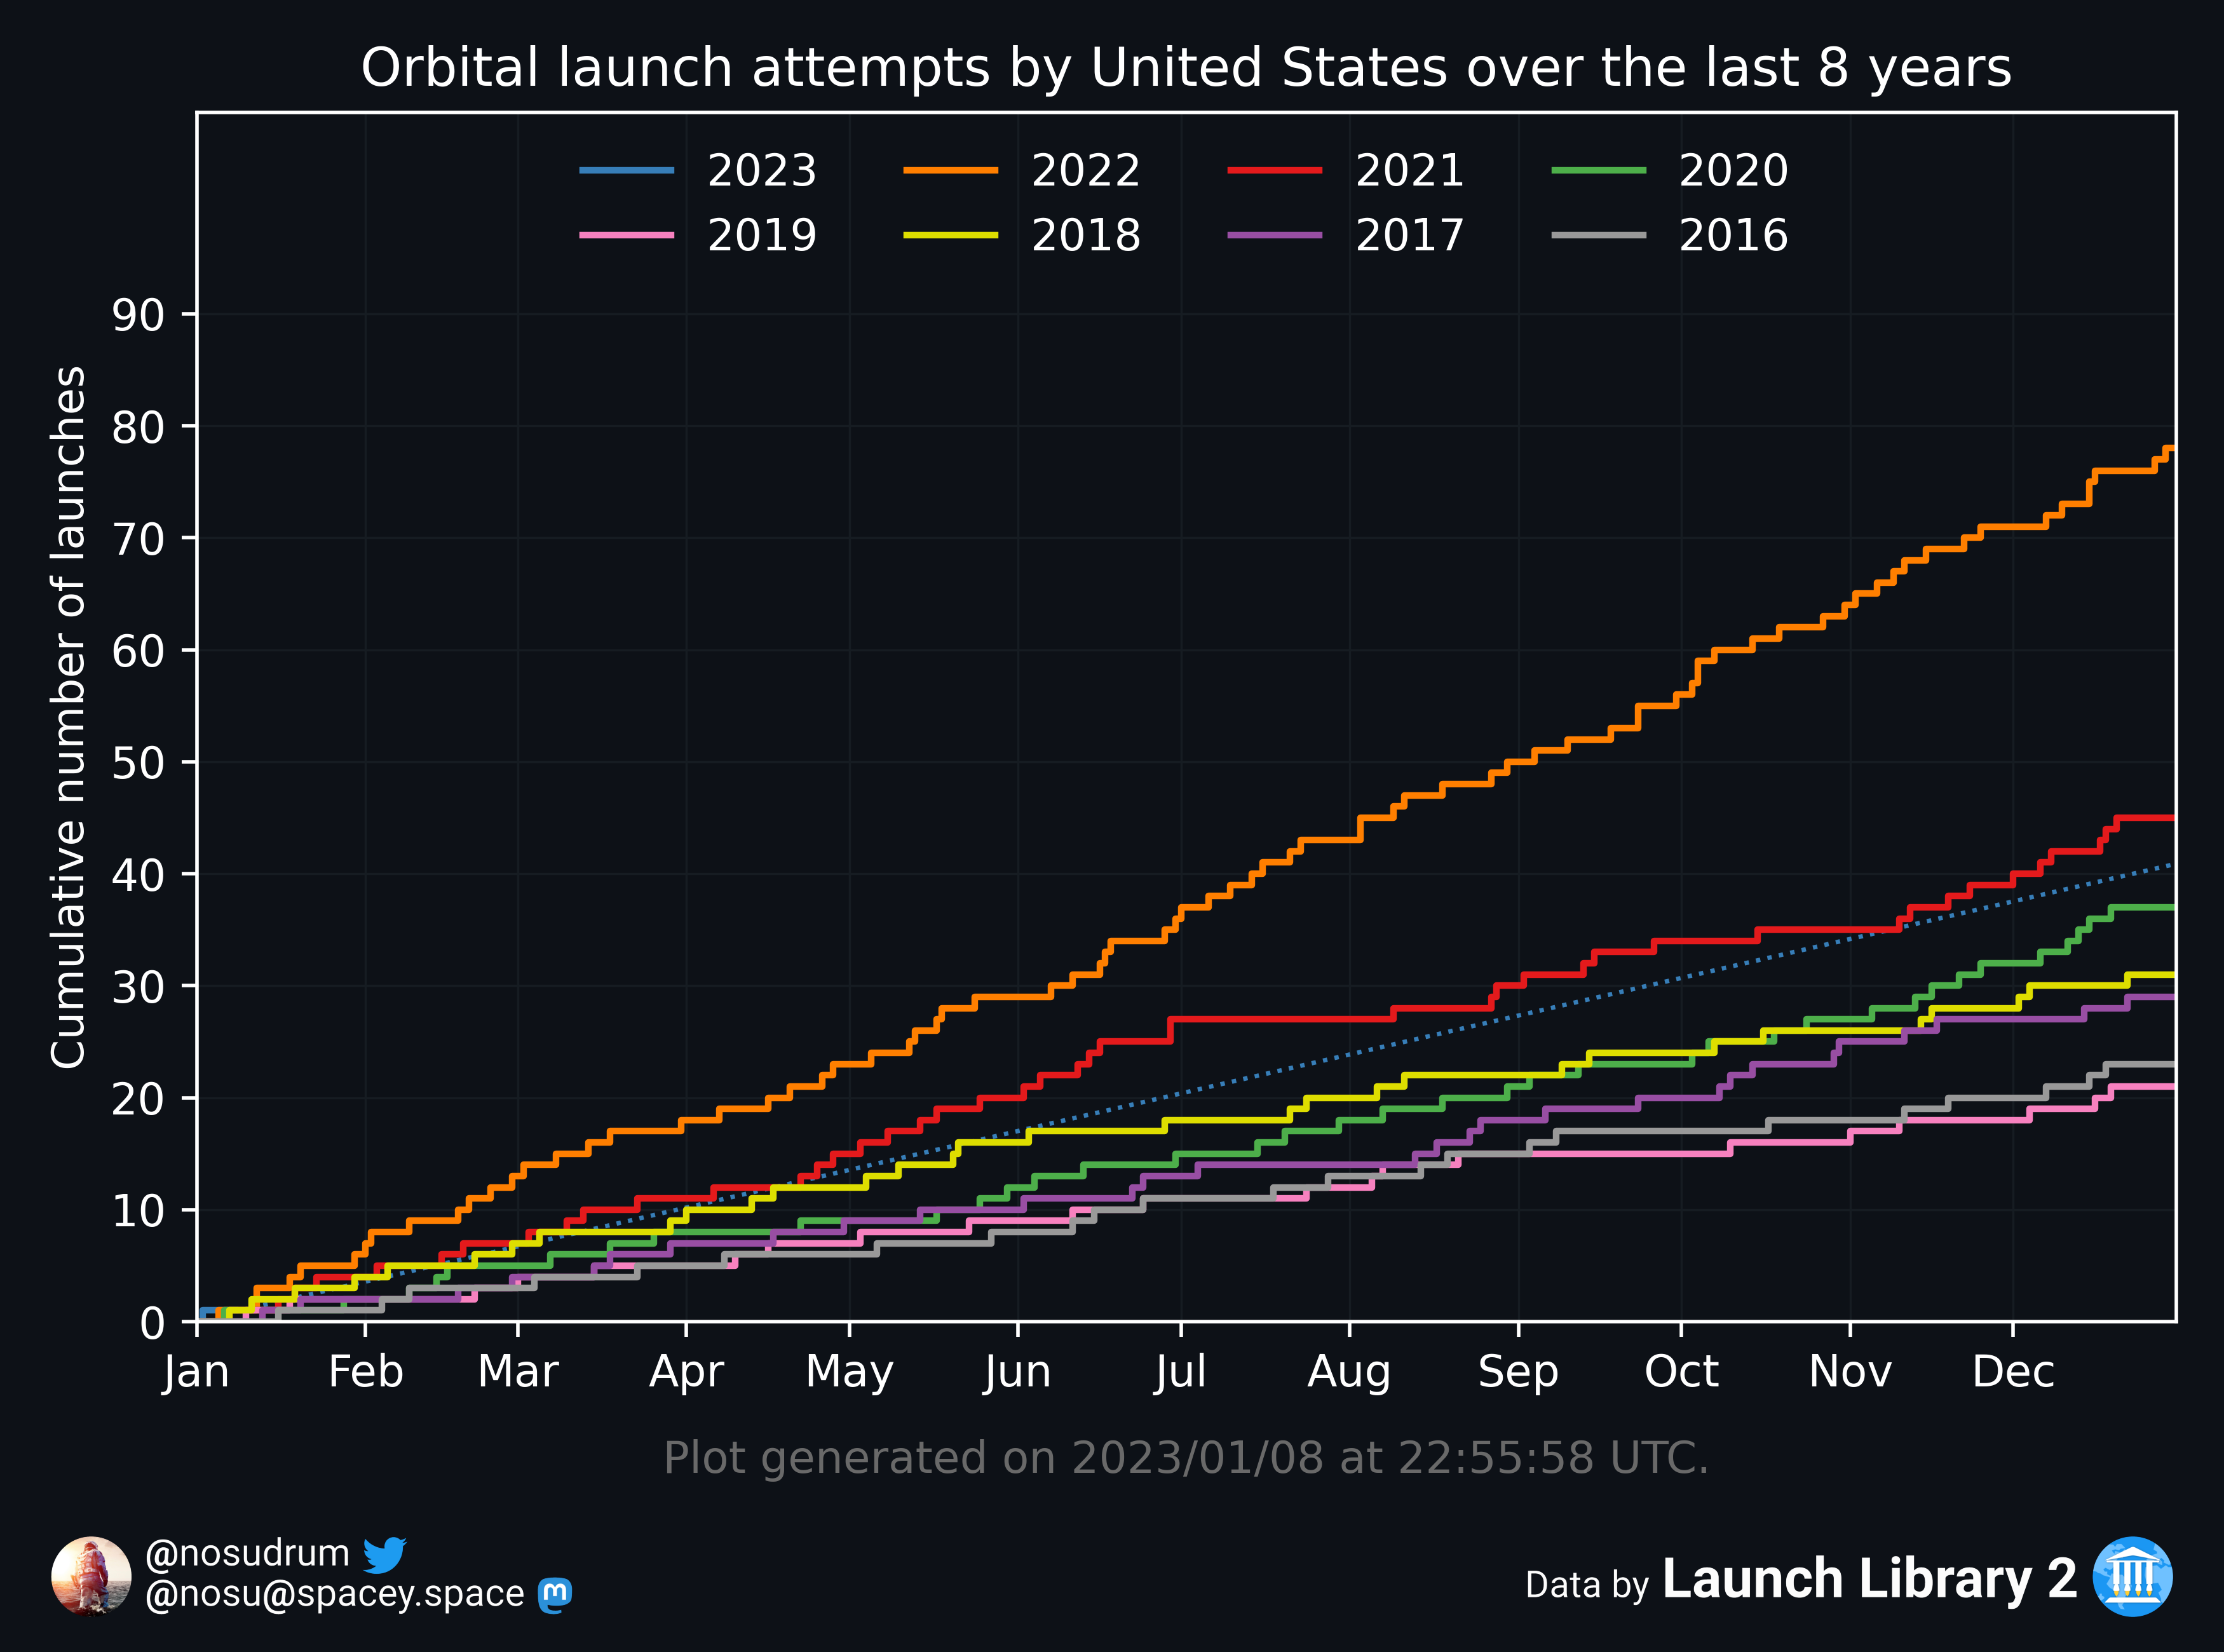 Orbital launch attempts by United States over the last 8 years
2023 2022 2021 2020
2019 2018 2017 2016
Cumulative number of launches
90
80
70
60
50
40
30
20
10
0
Jan Feb Mar Apr May Jun Jul Aug Sep Oct Nov Dec
Plot generated on 2023/01/08 at 22:55:58 UTC.
@nosudrum
@nosu@spacey.space
Data by Launch Library 2